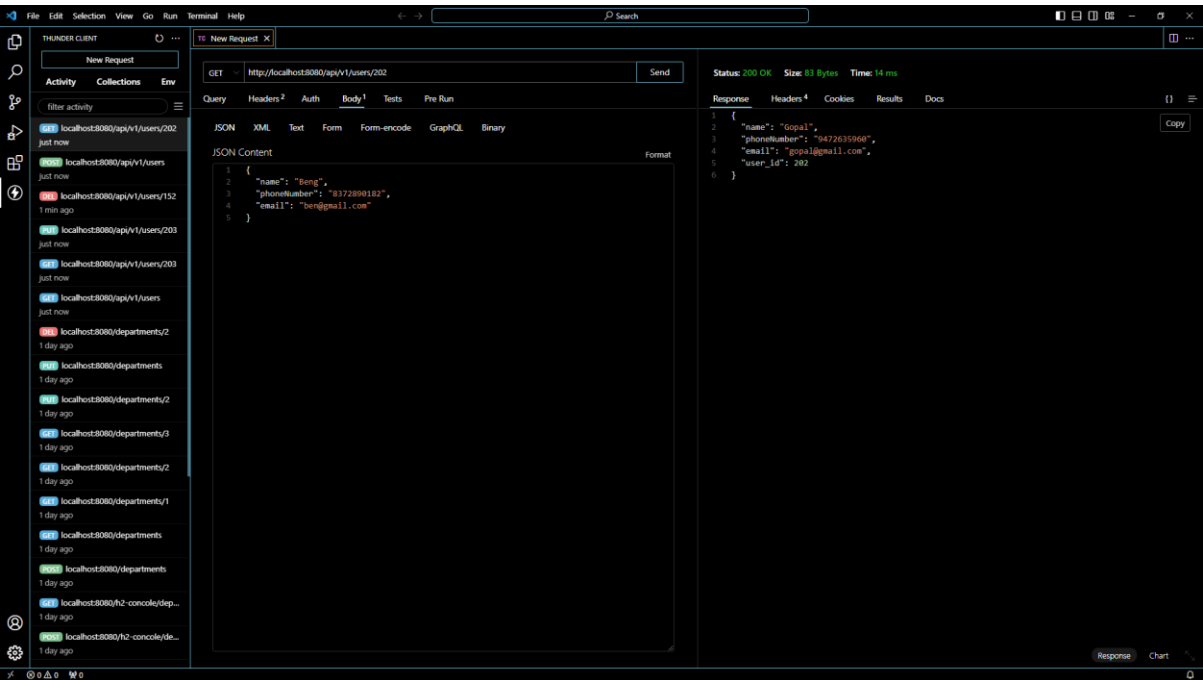 File Edit Selection View Go Run Terminal Help
Search
THUNDER CLIENT
New Request
Activity Collections Env
filter activity
GET localhost:8080/api/v1/users/202
just now
POST localhost:8080/api/v1/users
just now
DEL localhost:8080/api/v1/users/152
1 min ago
PUT localhost:8080/api/v1/users/203
just now
GET localhost:8080/api/v1/users/203
just now
GET localhost:8080/api/v1/users
just now
DEL localhost:8080/departments/2
1 day ago
PUT localhost:8080/departments
1 day ago
PUT localhost:8080/departments/2
1 day ago
GET localhost:8080/departments/3
1 day ago
GET localhost:8080/departments/2
1 day ago
GET localhost:8080/departments/1
1 day ago
GET localhost:8080/departments
1 day ago
POST localhost:8080/departments
1 day ago
GET localhost:8080/h2-concole/dep...
1 day ago
POST localhost:8080/h2-concole/de...
1 day ago
TC New Request
GET http://localhost:8080/api/v1/users/202 Send
Query Headers 2 Auth Body 1 Tests Pre Run
JSON XML Text Form Form-encode GraphQL Binary
JSON Content Format
1 {
2 "name": "Beng",
3 "phoneNumber": "8372890182",
4 "email": "ben@gmail.com"
5 }
Status: 200 OK Size: 83 Bytes Time: 14 ms
Response Headers 4 Cookies Results Docs {}
Copy
1 {
2 "name": "Gopal",
3 "phoneNumber": "9472635960",
4 "email": "gopal@gmail.com",
5 "user_id": 202
6 }
Response Chart
0 0 0